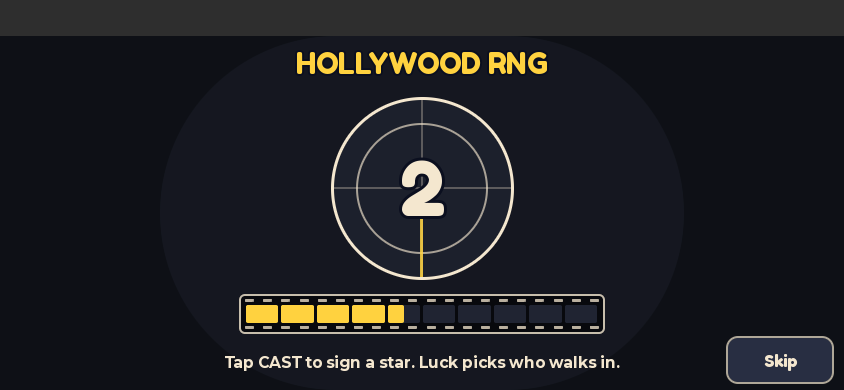 HOLLYWOOD RNG
2
Tap CAST to sign a star. Luck picks who walks in.
Skip